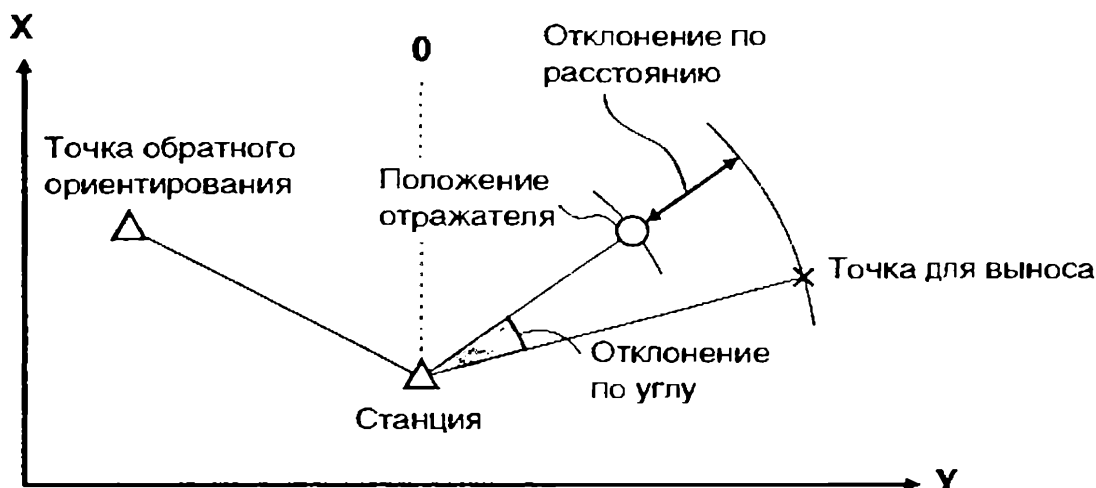 X
0
Отклонение по
расстоянию
Точка обратного
ориентирования
Положение
отражателя
Точка для выноса
Отклонение
по углу
Станция
Y